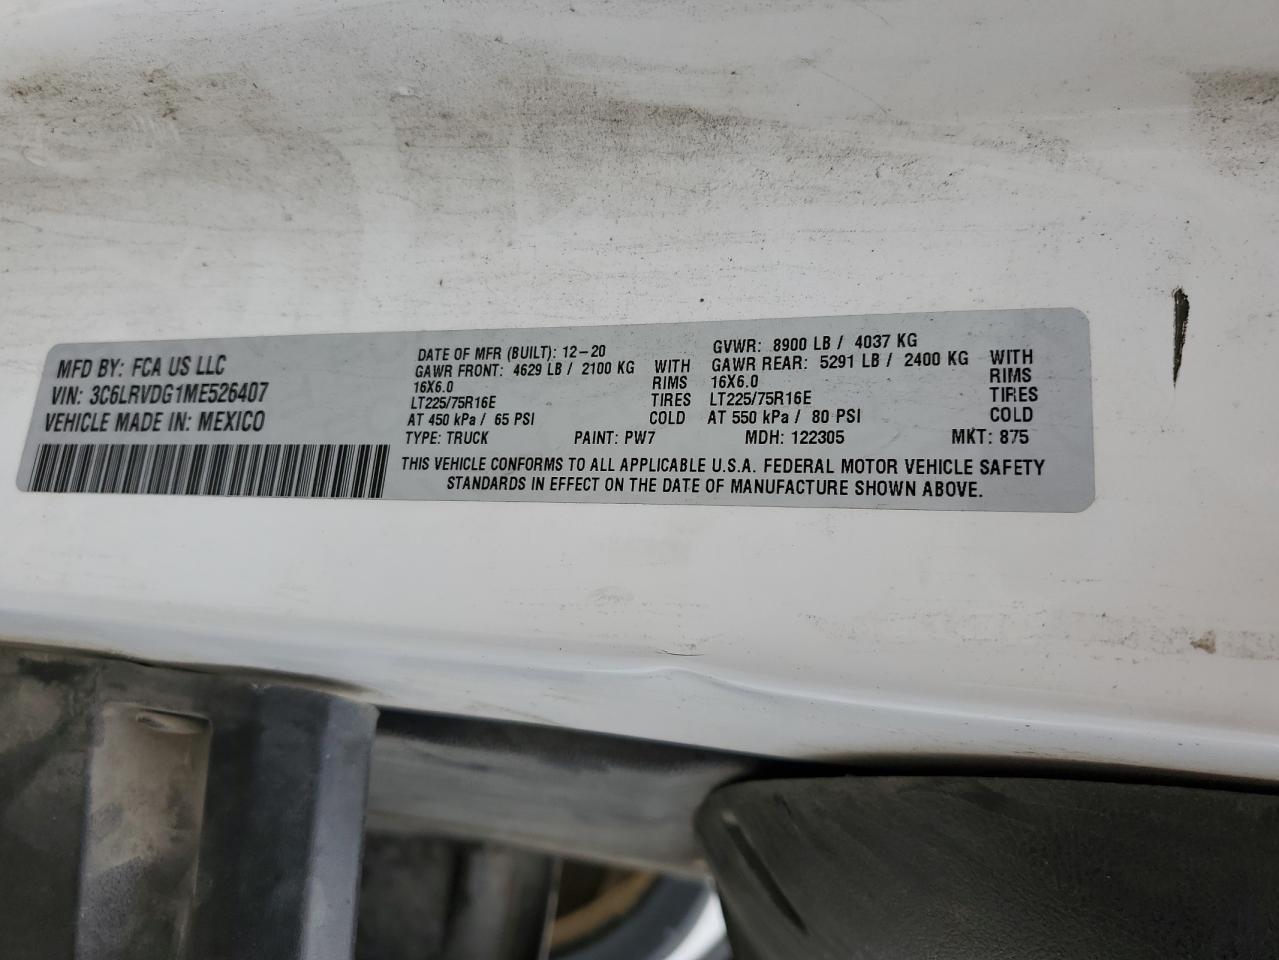 MFD BY: FCA US LLC
VIN: 3C6LRVDG1ME526407
VEHICLE MADE IN: MEXICO
DATE OF MFR (BUILT): 12-20
GAWR FRONT: 4629 LB / 2100 KG WITH
16X6.0 RIMS
LT225/75R16E TIRES
AT 450 kPa / 65 PSI COLD
GVWR: 8900 LB / 4037 KG
GAWR REAR: 5291 LB / 2400 KG WITH
16X6.0 RIMS
LT225/75R16E TIRES
AT 550 kPa / 80 PSI COLD
TYPE: TRUCK PAINT: PW7 MDH: 122305 MKT: 875
THIS VEHICLE CONFORMS TO ALL APPLICABLE U.S.A. FEDERAL MOTOR VEHICLE SAFETY
STANDARDS IN EFFECT ON THE DATE OF MANUFACTURE SHOWN ABOVE.